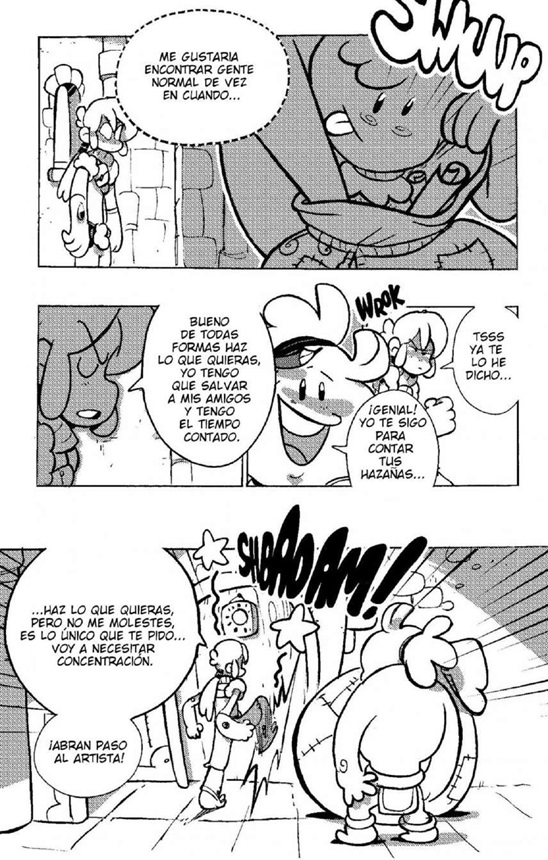 SWUUP
ME GUSTARIA
ENCONTRAR GENTE
NORMAL DE VEZ
EN CUANDO...
WROK
TSSS
YA TE
LO HE
DICHO...
BUENO
DE TODAS
FORMAS HAZ
LO QUE QUIERAS,
YO TENGO
QUE SALVAR
A MIS AMIGOS
Y TENGO
EL TIEMPO
CONTADO.
¡GENIAL!
YO TE SIGO
PARA
CONTAR
TUS
HAZAÑAS...
...HAZ LO QUE QUIERAS,
PERO NO ME MOLESTES,
ES LO ÚNICO QUE TE PIDO...
VOY A NECESITAR
CONCENTRACIÓN.
¡ABRAN PASO
AL ARTISTA!